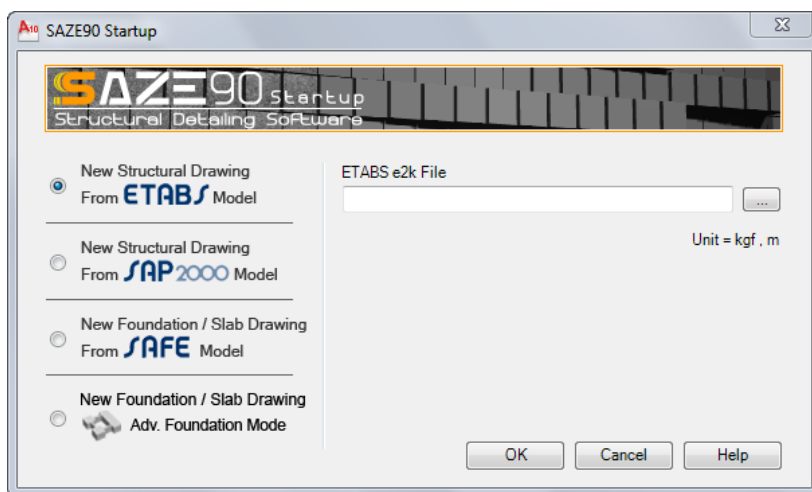 A10 SAZE90 Startup
SAZE90 Startup
Structural Detailing Software
New Structural Drawing
From ETABS Model
New Structural Drawing
From SAP2000 Model
New Foundation / Slab Drawing
From SAFE Model
New Foundation / Slab Drawing
Adv. Foundation Mode
ETABS e2k File
...
Unit = kgf , m
OK Cancel Help